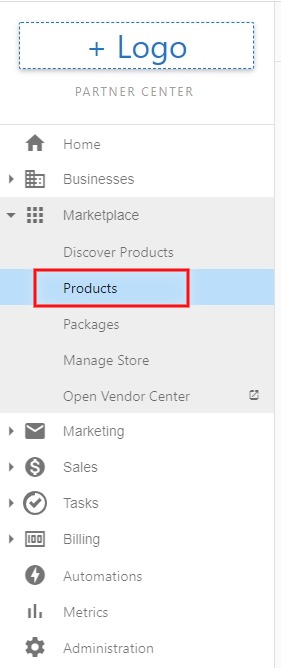 + Logo
PARTNER CENTER
Home
Businesses
Marketplace
Discover Products
Products
Packages
Manage Store
Open Vendor Center
Marketing
Sales
Tasks
Billing
Automations
Metrics
Administration